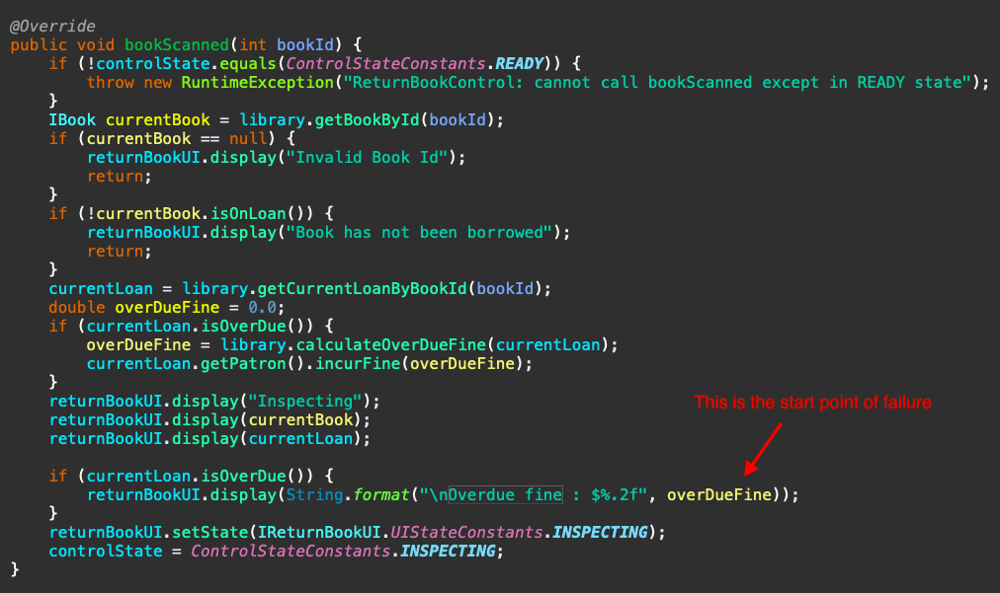 @Override
public void bookScanned(int bookId) {
    if (!controlState.equals(ControlStateConstants.READY)) {
        throw new RuntimeException("ReturnBookControl: cannot call bookScanned except in READY state");
    }
    IBook currentBook = library.getBookById(bookId);
    if (currentBook == null) {
        returnBookUI.display("Invalid Book Id");
        return;
    }
    if (!currentBook.isOnLoan()) {
        returnBookUI.display("Book has not been borrowed");
        return;
    }
    currentLoan = library.getCurrentLoanByBookId(bookId);
    double overDueFine = 0.0;
    if (currentLoan.isOverDue()) {
        overDueFine = library.calculateOverDueFine(currentLoan);
        currentLoan.getPatron().incurFine(overDueFine);
    }
    returnBookUI.display("Inspecting");
This is the start point of failure
    returnBookUI.display(currentBook);
    returnBookUI.display(currentLoan);
    if (currentLoan.isOverDue()) {
        returnBookUI.display(String.format("\nOverdue fine : $%.2f", overDueFine));
    }
    returnBookUI.setState(IReturnBookUI.UIStateConstants.INSPECTING);
    controlState = ControlStateConstants.INSPECTING;
}